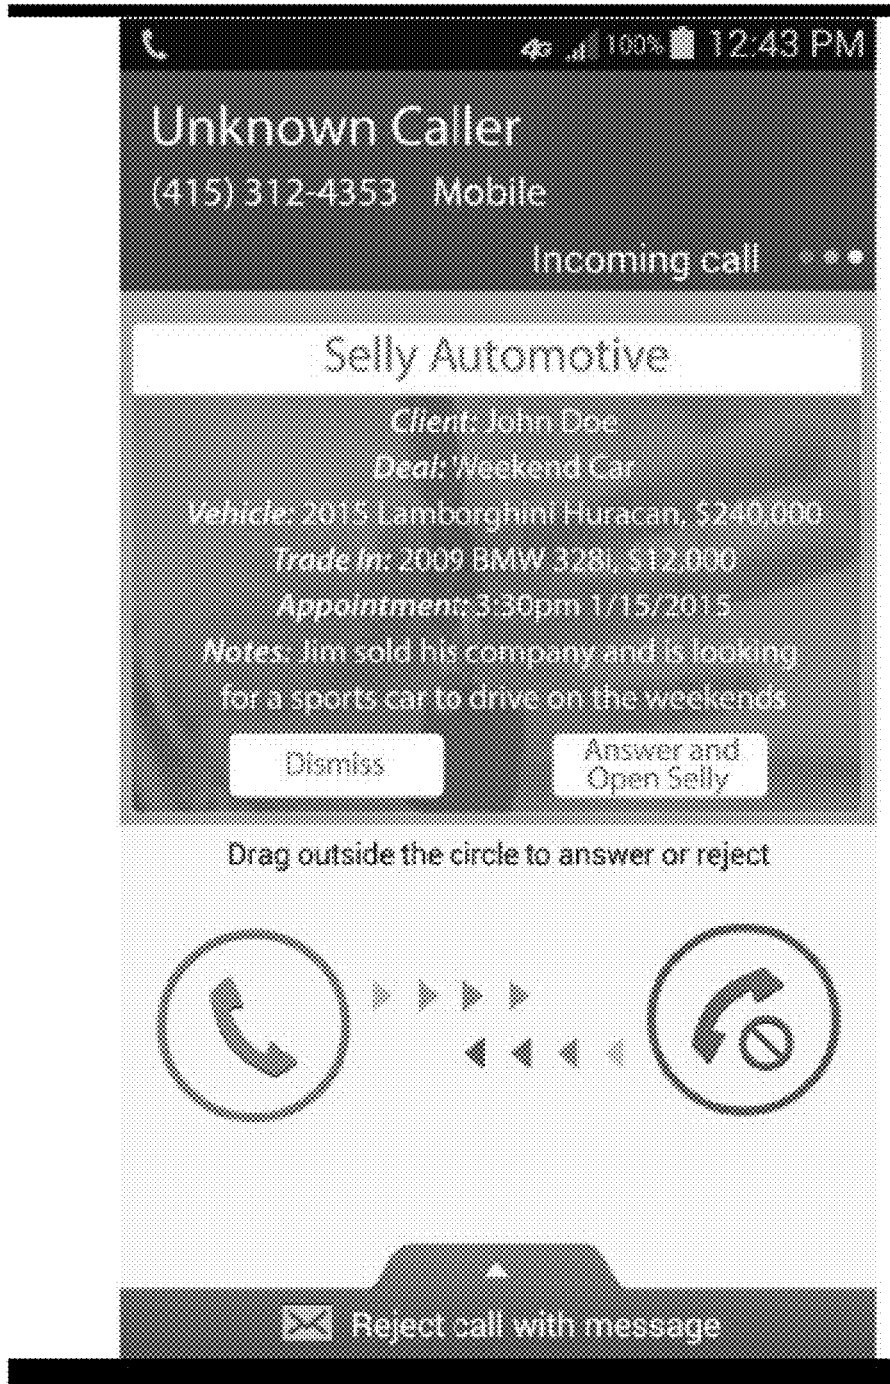 4G 100% 12:43 PM
Unknown Caller
(415) 312-4353 Mobile
Incoming call
Selly Automotive
Client: John Doe
Deal: Weekend Car
Vehicle: 2015 Lamborghini Huracan, $240,000
Trade In: 2009 BMW 328i, $12,000
Appointment: 3:30pm 1/15/2015
Notes: Jim sold his company and is looking
for a sports car to drive on the weekends
Dismiss
Answer and
Open Selly
Drag outside the circle to answer or reject
Reject call with message